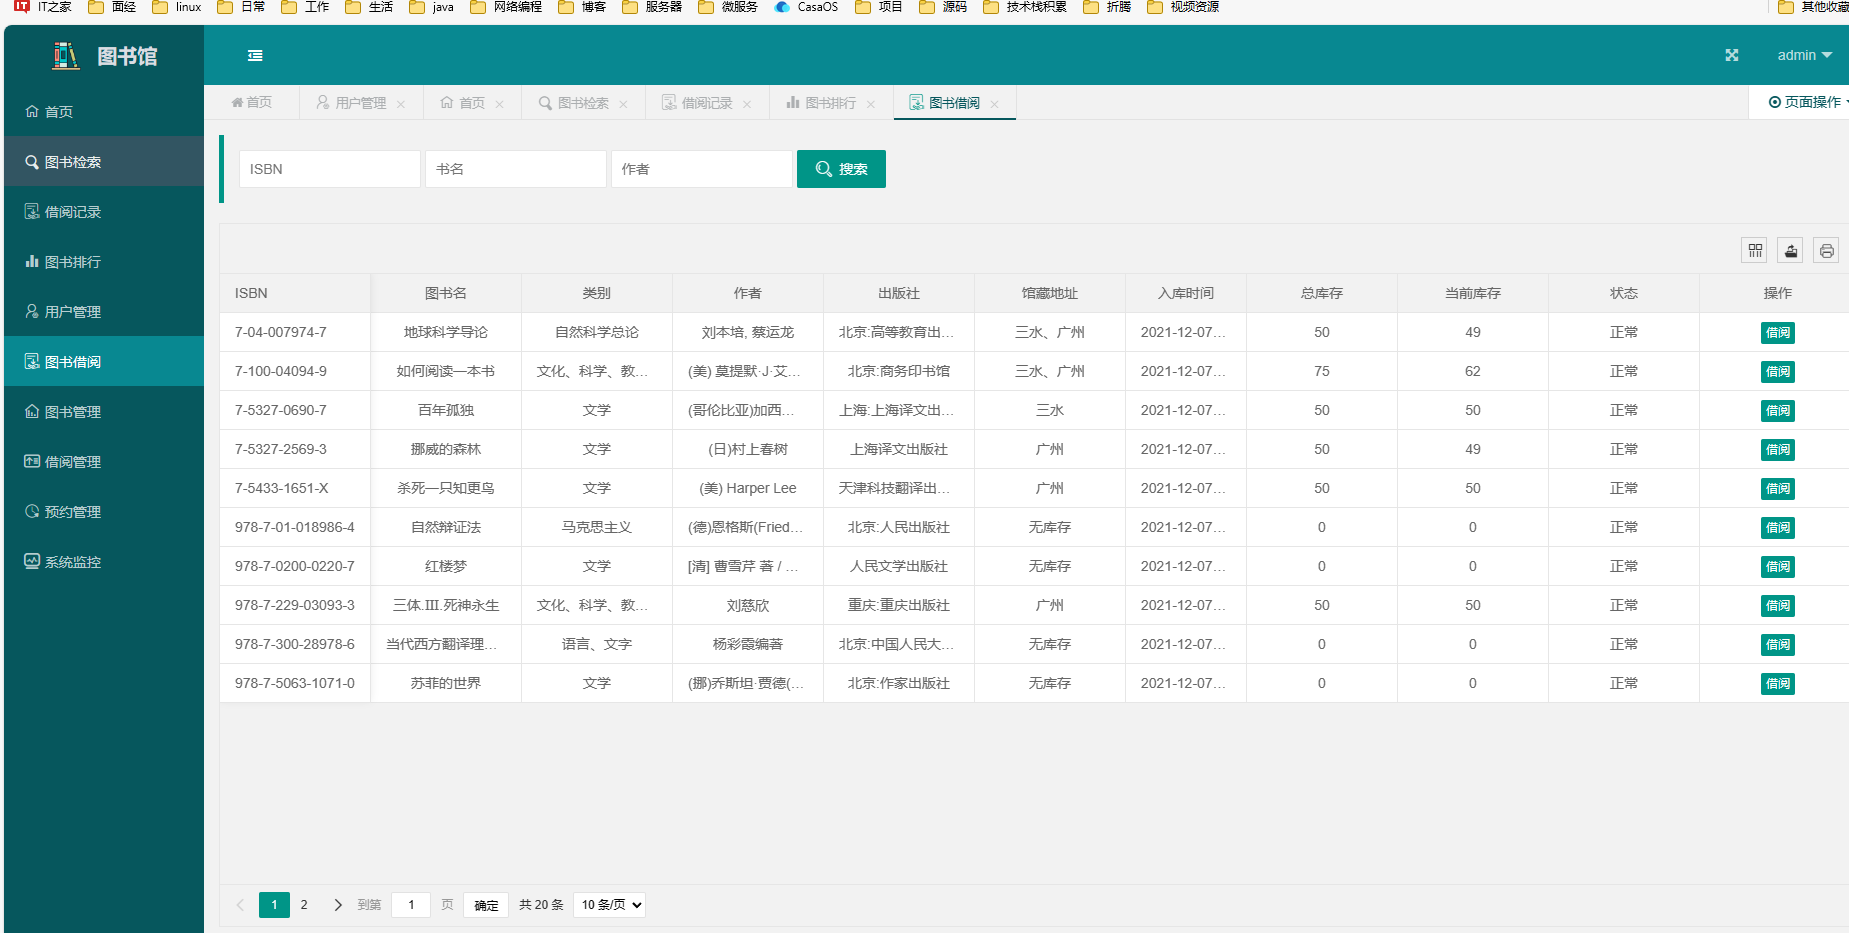 IT之家 面经 linux 日常 工作 生活 java 网络编程 博客 服务器 微服务 CasaOS 项目 源码 技术栈积累 折腾 视频资源 其他收藏
图书馆
admin
首页
图书检索
借阅记录
图书排行
用户管理
图书借阅
图书管理
借阅管理
预约管理
系统监控
首页 用户管理 首页 图书检索 借阅记录 图书排行 图书借阅 页面操作
ISBN 书名 作者 搜索
ISBN 图书名 类别 作者 出版社 馆藏地址 入库时间 总库存 当前库存 状态 操作
7-04-007974-7 地球科学导论 自然科学总论 刘本培, 蔡运龙 北京:高等教育出... 三水、广州 2021-12-07... 50 49 正常 借阅
7-100-04094-9 如何阅读一本书 文化、科学、教... (美) 莫提默·J·艾... 北京:商务印书馆 三水、广州 2021-12-07... 75 62 正常 借阅
7-5327-0690-7 百年孤独 文学 (哥伦比亚)加西... 上海:上海译文出... 三水 2021-12-07... 50 50 正常 借阅
7-5327-2569-3 挪威的森林 文学 (日)村上春树 上海译文出版社 广州 2021-12-07... 50 49 正常 借阅
7-5433-1651-X 杀死一只知更鸟 文学 (美) Harper Lee 天津科技翻译出... 广州 2021-12-07... 50 50 正常 借阅
978-7-01-018986-4 自然辩证法 马克思主义 (德)恩格斯(Fried... 北京:人民出版社 无库存 2021-12-07... 0 0 正常 借阅
978-7-0200-0220-7 红楼梦 文学 [清] 曹雪芹 著 / ... 人民文学出版社 无库存 2021-12-07... 0 0 正常 借阅
978-7-229-03093-3 三体.Ⅲ.死神永生 文化、科学、教... 刘慈欣 重庆:重庆出版社 广州 2021-12-07... 50 50 正常 借阅
978-7-300-28978-6 当代西方翻译理... 语言、文字 杨彩霞编著 北京:中国人民大... 无库存 2021-12-07... 0 0 正常 借阅
978-7-5063-1071-0 苏菲的世界 文学 (挪)乔斯坦·贾德(... 北京:作家出版社 无库存 2021-12-07... 0 0 正常 借阅
1 2 到第 1 页 确定 共 20 条 10 条/页